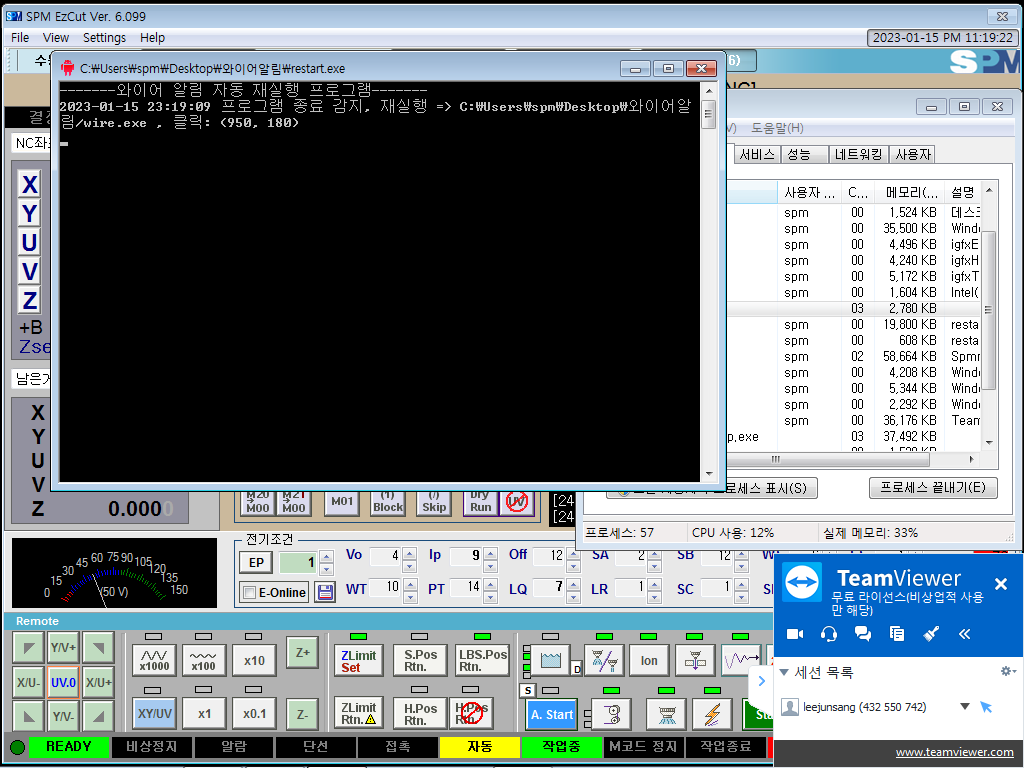 SPM EzCut Ver. 6.099
File View Settings Help
2023-01-15 PM 11:19:22
6)
SPM
C:₩Users₩spm₩Desktop₩와이어알림₩restart.exe
-------와이어 알림 자동 재실행 프로그램-------
2023-01-15 23:19:09 프로그램 종료 감지, 재실행 => C:₩Users₩spm₩Desktop₩와이어알
림/wire.exe , 클릭: (950, 180)
NC좌
X
Y
U
V
Z
+B
Zse
남은거
X
Y
U
V
Z
0.0000
V) 도움말(H)
서비스 성능 네트워킹 사용자
사용자 ... C... 메모리(... 설명
spm 00 1,524 KB 데스크
spm 00 35,500 KB Windo
spm 00 4,496 KB igfxE
spm 00 4,240 KB igfxH
spm 00 5,172 KB igfxT
spm 00 1,604 KB Intel(
03 2,780 KB
spm 00 19,800 KB resta
spm 00 608 KB resta
spm 02 58,664 KB Spmr
spm 00 4,208 KB Windo
spm 00 5,344 KB Windo
spm 00 2,292 KB Windo
spm 00 36,176 KB Team
p.exe 03 37,492 KB
프로세스 표시(S)
프로세스 끝내기(E)
프로세스: 57 CPU 사용: 12% 실제 메모리: 33%
M20 M00
M21 M00
M01
(1) Block
(/) Skip
Dry Run
UV
[24
[24
전기조건
EP 1
E-Online
Vo 4 Ip 9 Off 12 SA 2 SB 12
WT 10 PT 14 LQ 7 LR 1 SC 1
0 15 30 45 60 75 90 105 120 135 150
(50 V)
Remote
Y/V+
X/U- UV.0 X/U+
Y/V-
x1000 x100 x10 Z+
XY/UV x1 x0.1 Z-
ZLimit Set
S.Pos Rtn.
LBS.Pos Rtn.
ZLimit Rtn.
H.Pos Rtn.
H.Pos Rtn.
D
Ion
S
A. Start
Sta
READY 비상정지 알람 단선 접촉 자동 작업중 M코드 정지 작업종료
TeamViewer
무료 라이선스(비상업적 사용
만 해당)
세션 목록
leejunsang (432 550 742)
www.teamviewer.com